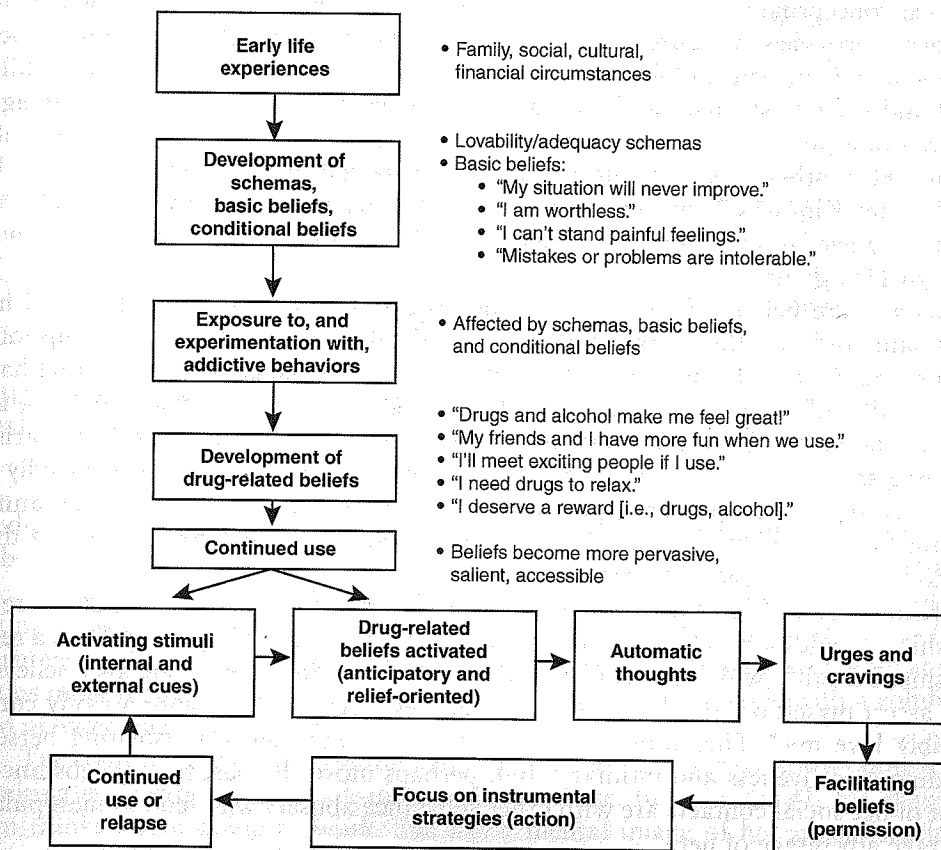 Early life
experiences
• Family, social, cultural,
financial circumstances
Development of
schemas,
basic beliefs,
conditional beliefs
• Lovability/adequacy schemas
• Basic beliefs:
• “My situation will never improve.”
• “I am worthless.”
• “I can’t stand painful feelings.”
• “Mistakes or problems are intolerable.”
Exposure to, and
experimentation with,
addictive behaviors
• Affected by schemas, basic beliefs,
and conditional beliefs
Development of
drug-related beliefs
• “Drugs and alcohol make me feel great!”
• “My friends and I have more fun when we use.”
• “I’ll meet exciting people if I use.”
• “I need drugs to relax.”
• “I deserve a reward [i.e., drugs, alcohol].”
Continued use
• Beliefs become more pervasive,
salient, accessible
Activating stimuli
(internal and
external cues)
Drug-related
beliefs activated
(anticipatory and
relief-oriented)
Automatic
thoughts
Urges and
cravings
Facilitating
beliefs
(permission)
Focus on instrumental
strategies (action)
Continued
use or
relapse